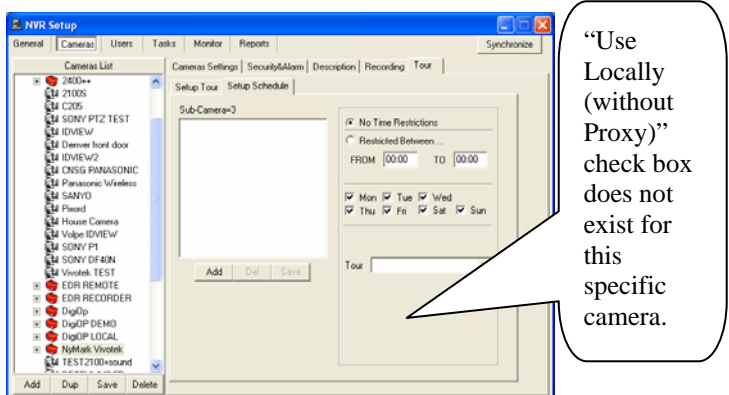 NVR Setup
General Cameras Users Tasks Monitor Reports Synchronize
Cameras List
2400++
2100S
C205
SONY PTZ TEST
IDVIEW
Denver front door
IDVIEW2
CNSG PANASONIC
Panasonic Wireless
SANYO
Pixord
House Camera
Volpe IDVIEW
SONY P1
SONY DF40N
Vivotek TEST
EDR REMOTE
EDR RECORDER
DigiOp
DigiOP DEMO
DigiOP LOCAL
NyMark Vivotek
TEST2100+sound
Add Dup Save Delete
Cameras Settings Security&Alarm Description Recording Tour
Setup Tour Setup Schedule
Sub-Camera=3
Add Del Save
No Time Restrictions
Restricted Between ...
FROM 00:00 TO 00:00
Mon Tue Wed
Thu Fri Sat Sun
Tour
“Use
Locally
(without
Proxy)”
check box
does not
exist for
this
specific
camera.